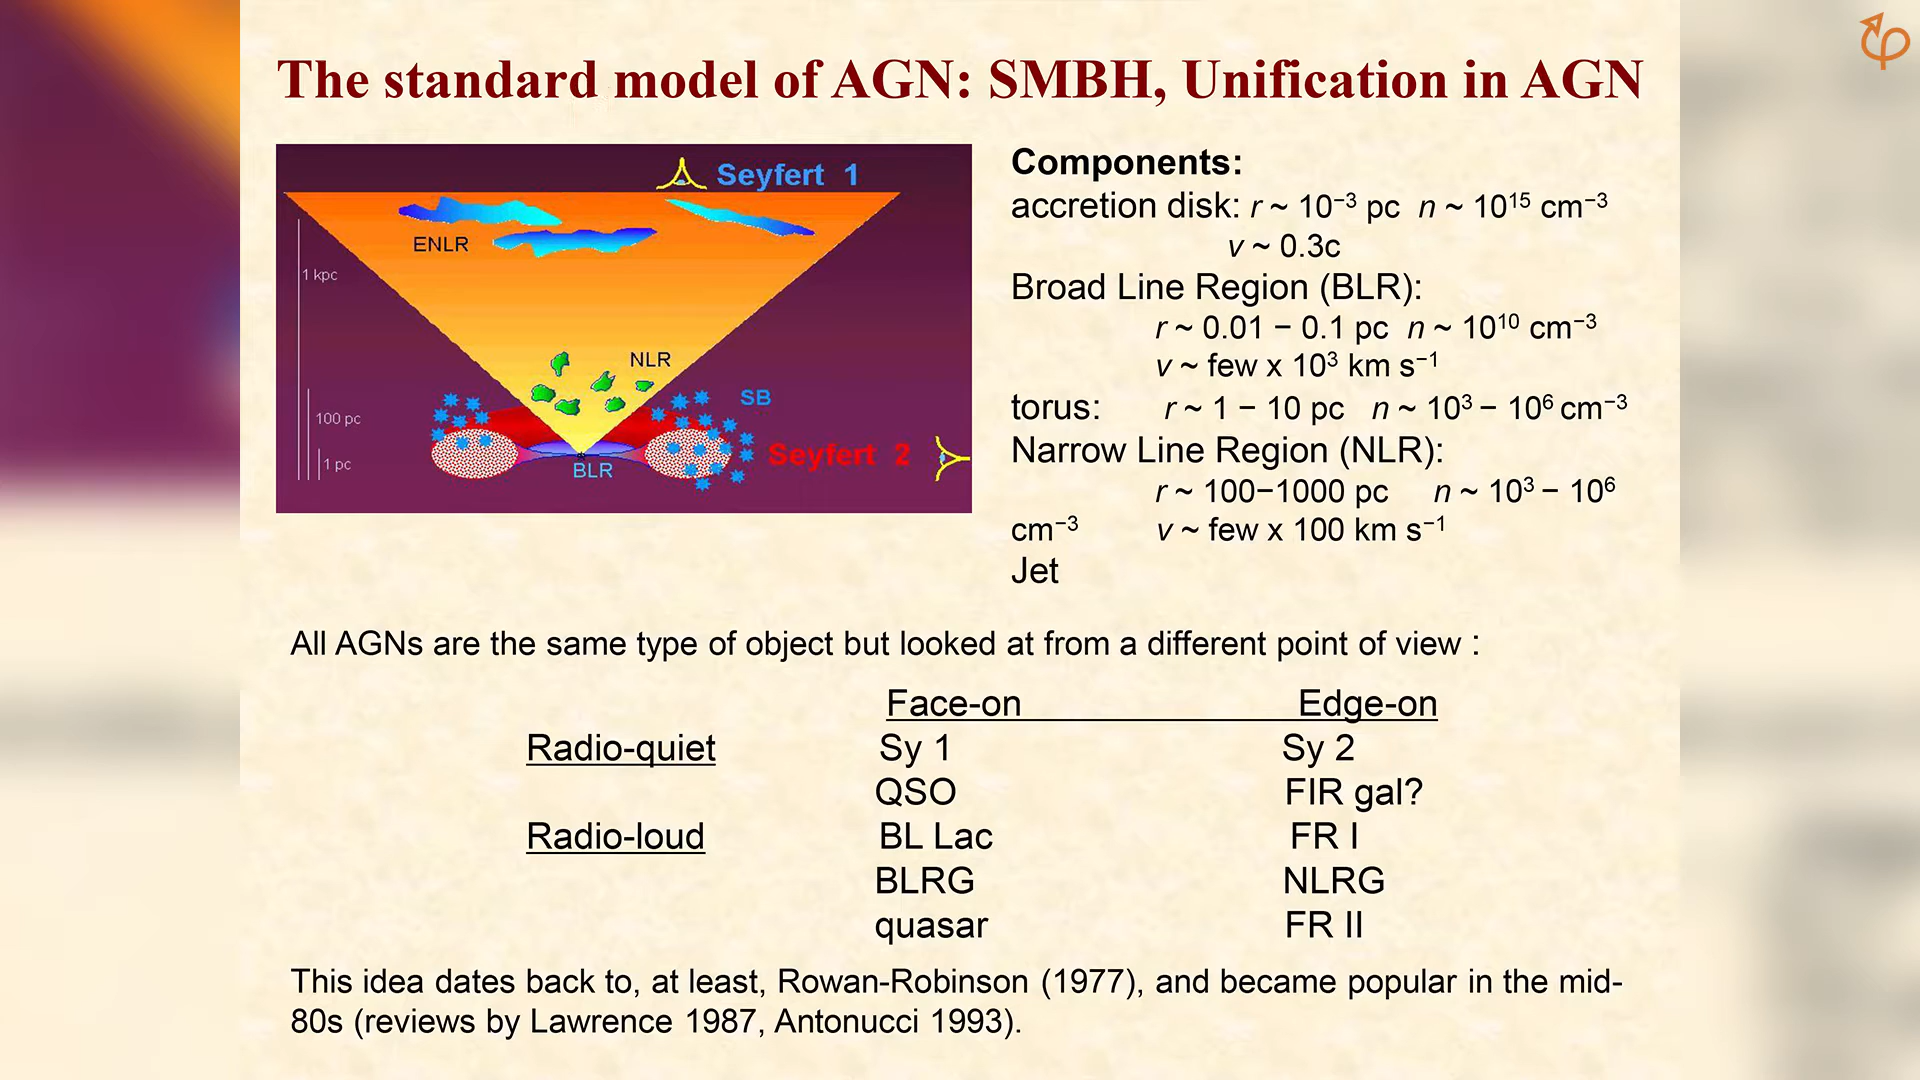 The standard model of AGN: SMBH, Unification in AGN
Seyfert 1
ENLR
1 kpc
NLR
SB
100 pc
Seyfert 2
1 pc
BLR
Components:
accretion disk: r ~ 10⁻³ pc n ~ 10¹⁵ cm⁻³
v ~ 0.3c
Broad Line Region (BLR):
r ~ 0.01 − 0.1 pc n ~ 10¹⁰ cm⁻³
v ~ few x 10³ km s⁻¹
torus: r ~ 1 − 10 pc n ~ 10³ − 10⁶ cm⁻³
Narrow Line Region (NLR):
r ~ 100−1000 pc n ~ 10³ − 10⁶
cm⁻³ v ~ few x 100 km s⁻¹
Jet
All AGNs are the same type of object but looked at from a different point of view :
Face-on Edge-on
Radio-quiet Sy 1 Sy 2
QSO FIR gal?
Radio-loud BL Lac FR I
BLRG NLRG
quasar FR II
This idea dates back to, at least, Rowan-Robinson (1977), and became popular in the mid-
80s (reviews by Lawrence 1987, Antonucci 1993).